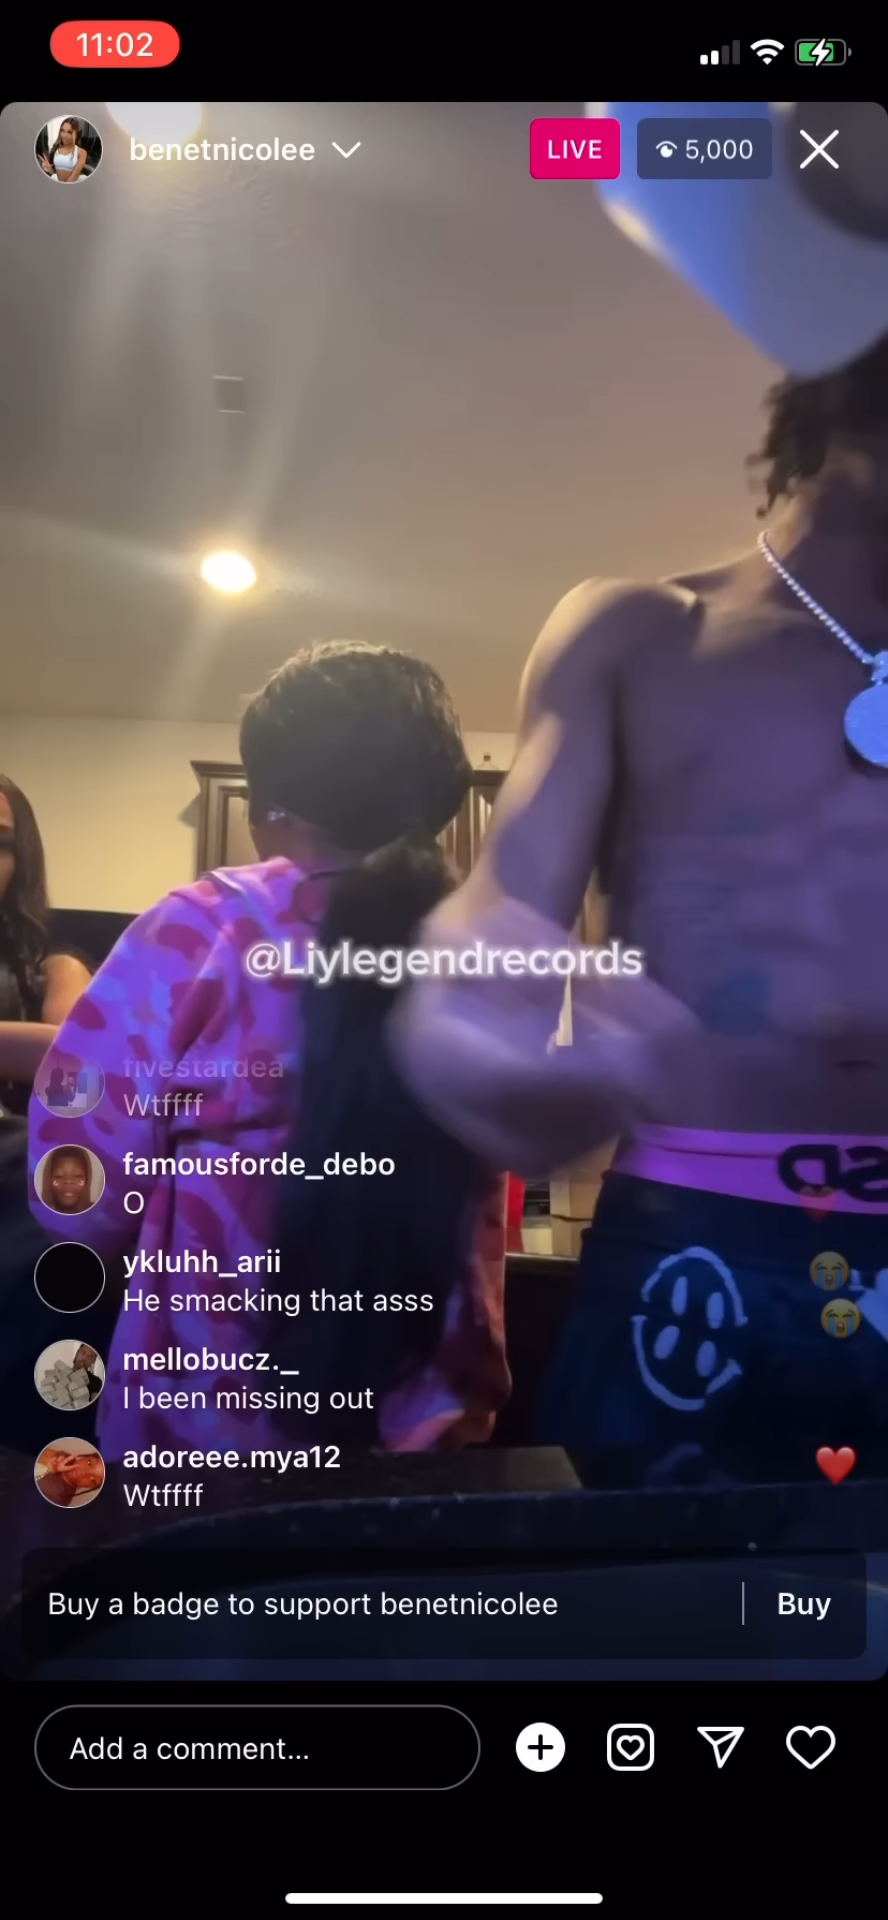 11:02
benetnicolee
LIVE
5,000
@Liylegendrecords
fivestardea
Wtffff
famousforde_debo
O
ykluhh_arii
He smacking that asss
mellobucz._
I been missing out
adoreee.mya12
Wtffff
Buy a badge to support benetnicolee
Buy
Add a comment...